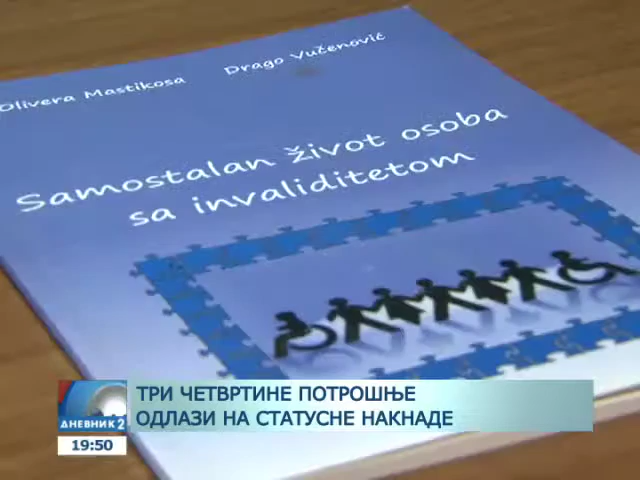 Olivera Mastikosa
Drago Vučenović
Samostalan život osoba
sa invaliditetom
ТРИ ЧЕТВРТИНЕ ПОТРОШЊЕ
ОДЛАЗИ НА СТАТУСНЕ НАКНАДЕ
ДНЕВНИК 2
19:50